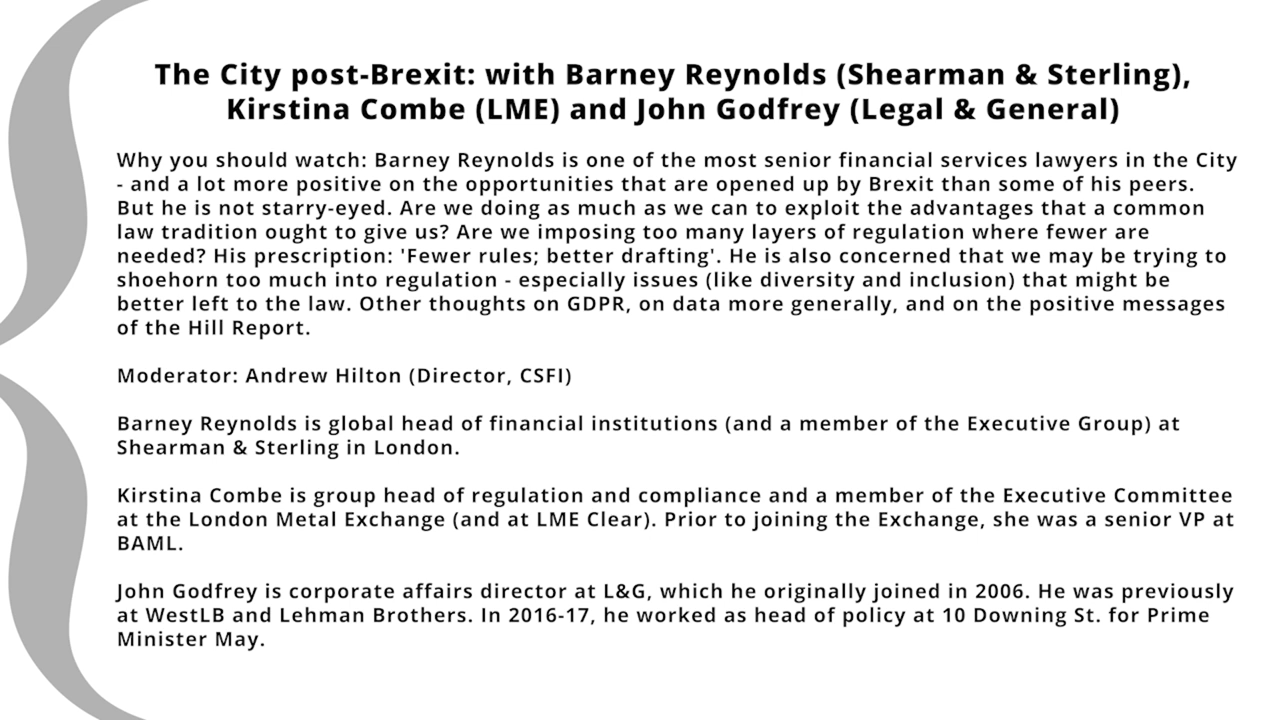 The City post-Brexit: with Barney Reynolds (Shearman & Sterling),
Kirstina Combe (LME) and John Godfrey (Legal & General)
Why you should watch: Barney Reynolds is one of the most senior financial services lawyers in the City
- and a lot more positive on the opportunities that are opened up by Brexit than some of his peers.
But he is not starry-eyed. Are we doing as much as we can to exploit the advantages that a common
law tradition ought to give us? Are we imposing too many layers of regulation where fewer are
needed? His prescription: 'Fewer rules; better drafting'. He is also concerned that we may be trying to
shoehorn too much into regulation - especially issues (like diversity and inclusion) that might be
better left to the law. Other thoughts on GDPR, on data more generally, and on the positive messages
of the Hill Report.
Moderator: Andrew Hilton (Director, CSFI)
Barney Reynolds is global head of financial institutions (and a member of the Executive Group) at
Shearman & Sterling in London.
Kirstina Combe is group head of regulation and compliance and a member of the Executive Committee
at the London Metal Exchange (and at LME Clear). Prior to joining the Exchange, she was a senior VP at
BAML.
John Godfrey is corporate affairs director at L&G, which he originally joined in 2006. He was previously
at WestLB and Lehman Brothers. In 2016-17, he worked as head of policy at 10 Downing St. for Prime
Minister May.